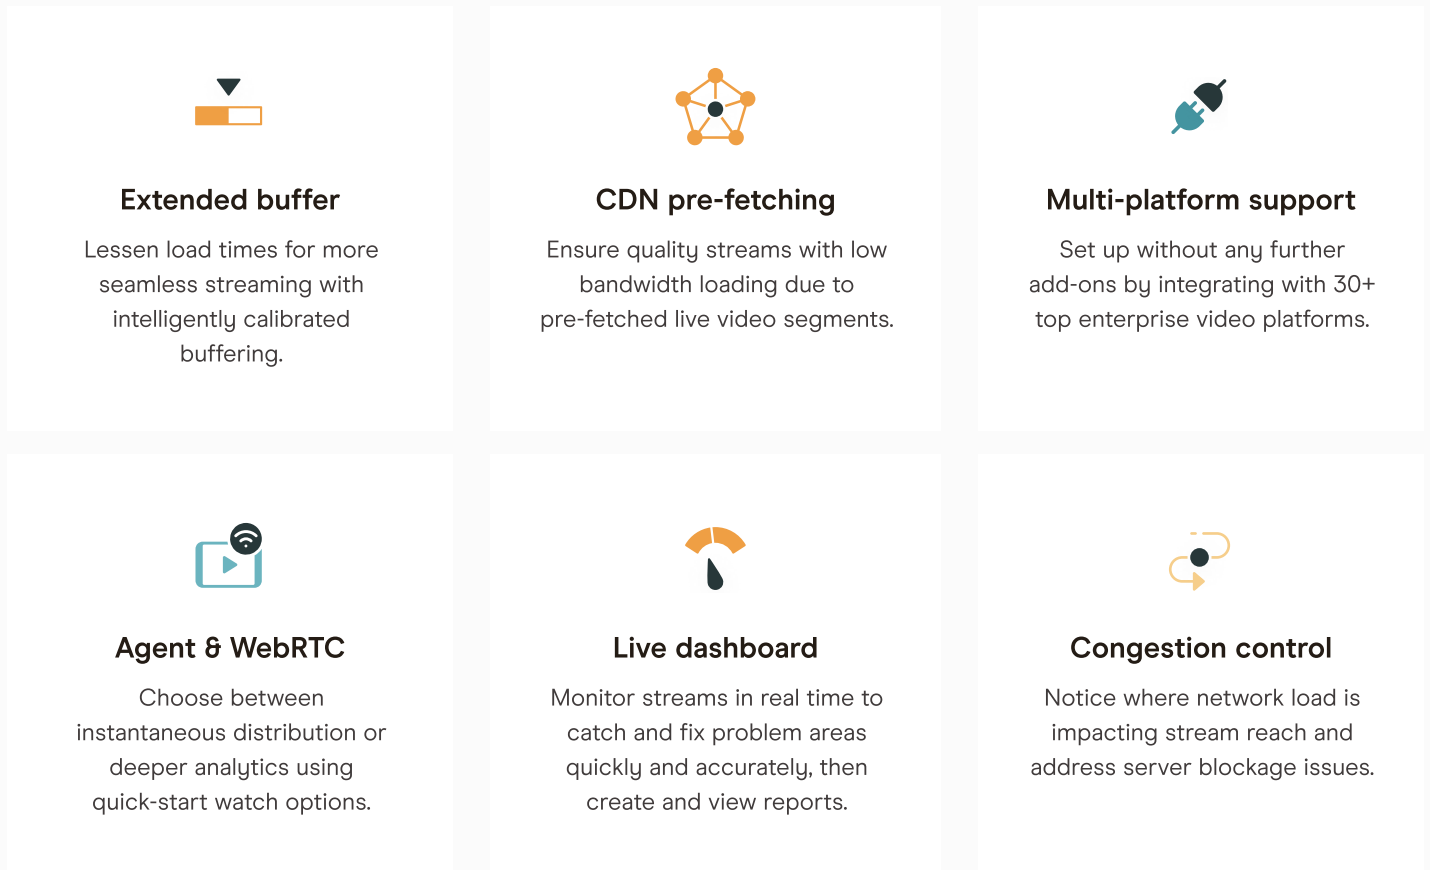 Extended buffer
Lessen load times for more
seamless streaming with
intelligently calibrated
buffering.
CDN pre-fetching
Ensure quality streams with low
bandwidth loading due to
pre-fetched live video segments.
Multi-platform support
Set up without any further
add-ons by integrating with 30+
top enterprise video platforms.
Agent & WebRTC
Choose between
instantaneous distribution or
deeper analytics using
quick-start watch options.
Live dashboard
Monitor streams in real time to
catch and fix problem areas
quickly and accurately, then
create and view reports.
Congestion control
Notice where network load is
impacting stream reach and
address server blockage issues.